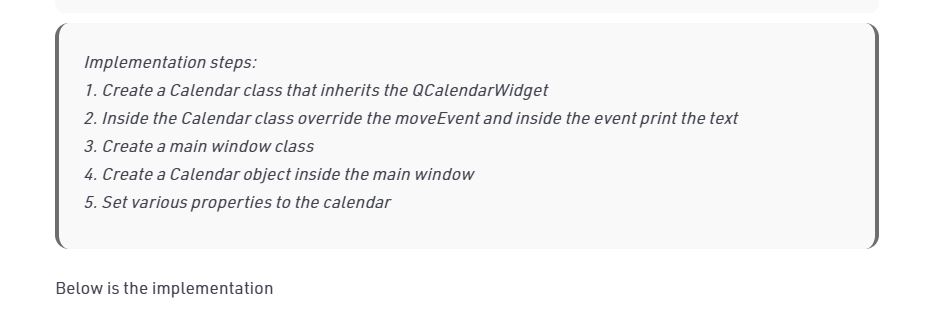 Implementation steps:
1. Create a Calendar class that inherits the QCalendarWidget
2. Inside the Calendar class override the moveEvent and inside the event print the text
3. Create a main window class
4. Create a Calendar object inside the main window
5. Set various properties to the calendar
Below is the implementation